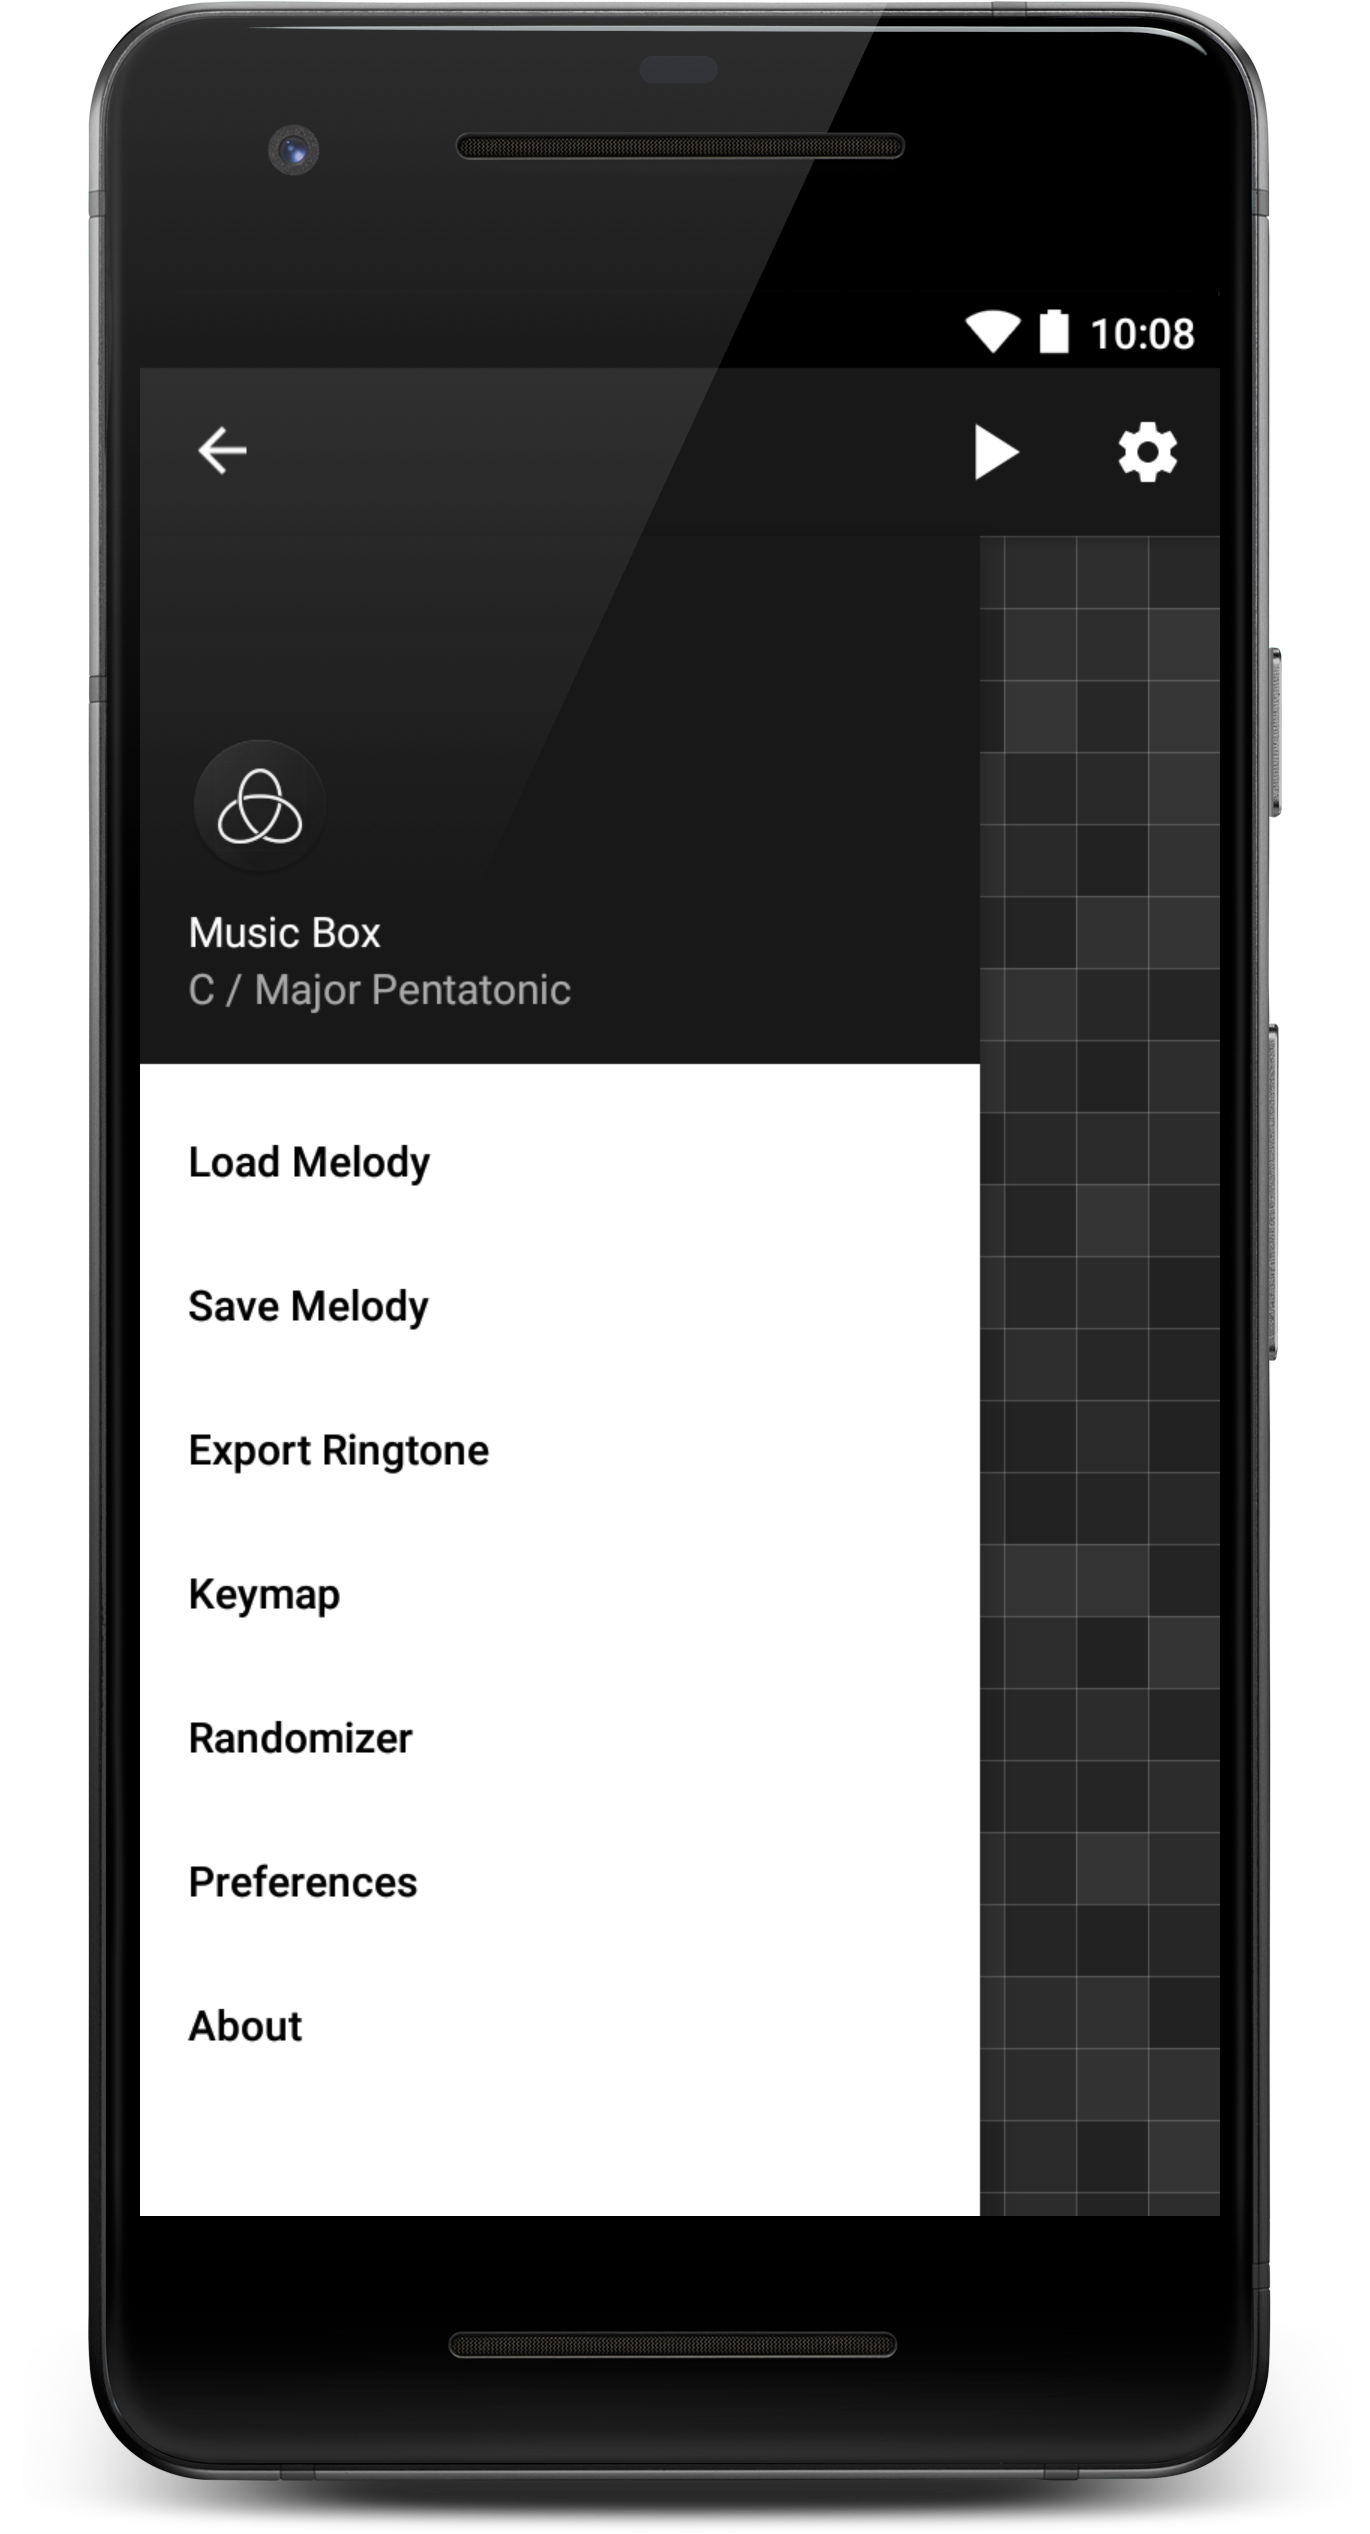 10:08
Music Box
C / Major Pentatonic
Load Melody
Save Melody
Export Ringtone
Keymap
Randomizer
Preferences
About